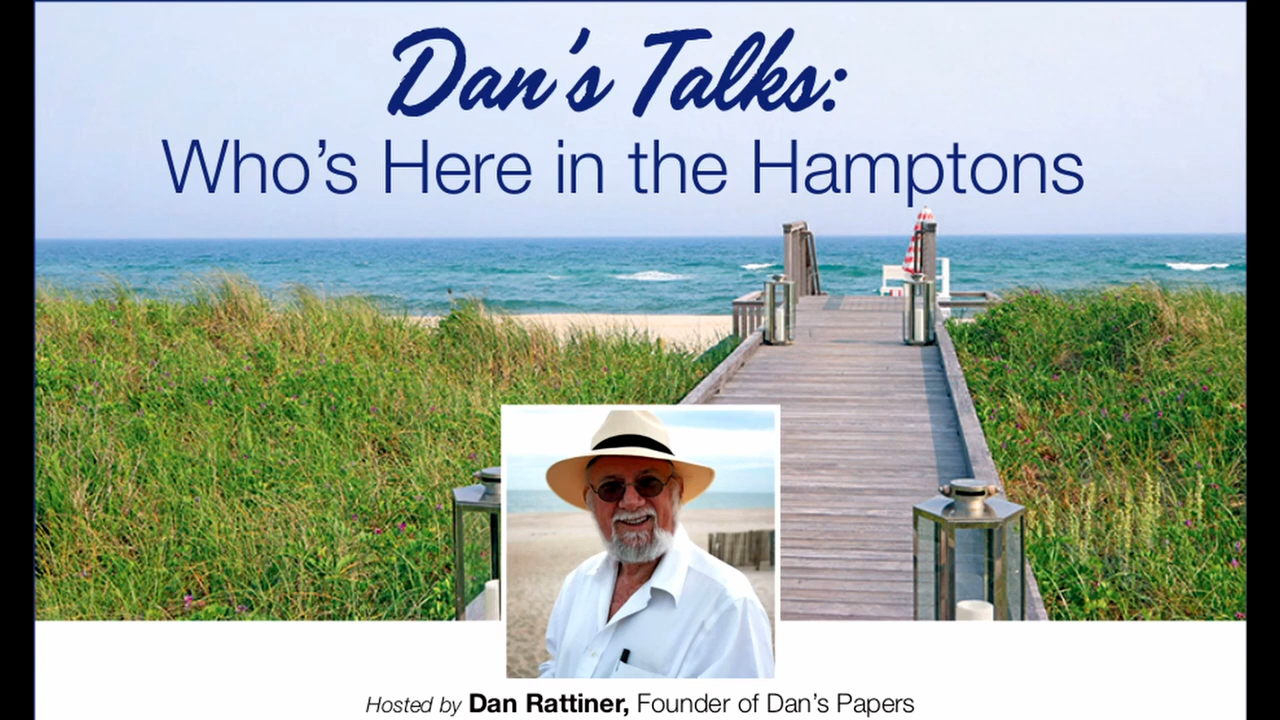 Dan's Talks:
Who's Here in the Hamptons
Hosted by Dan Rattiner, Founder of Dan's Papers